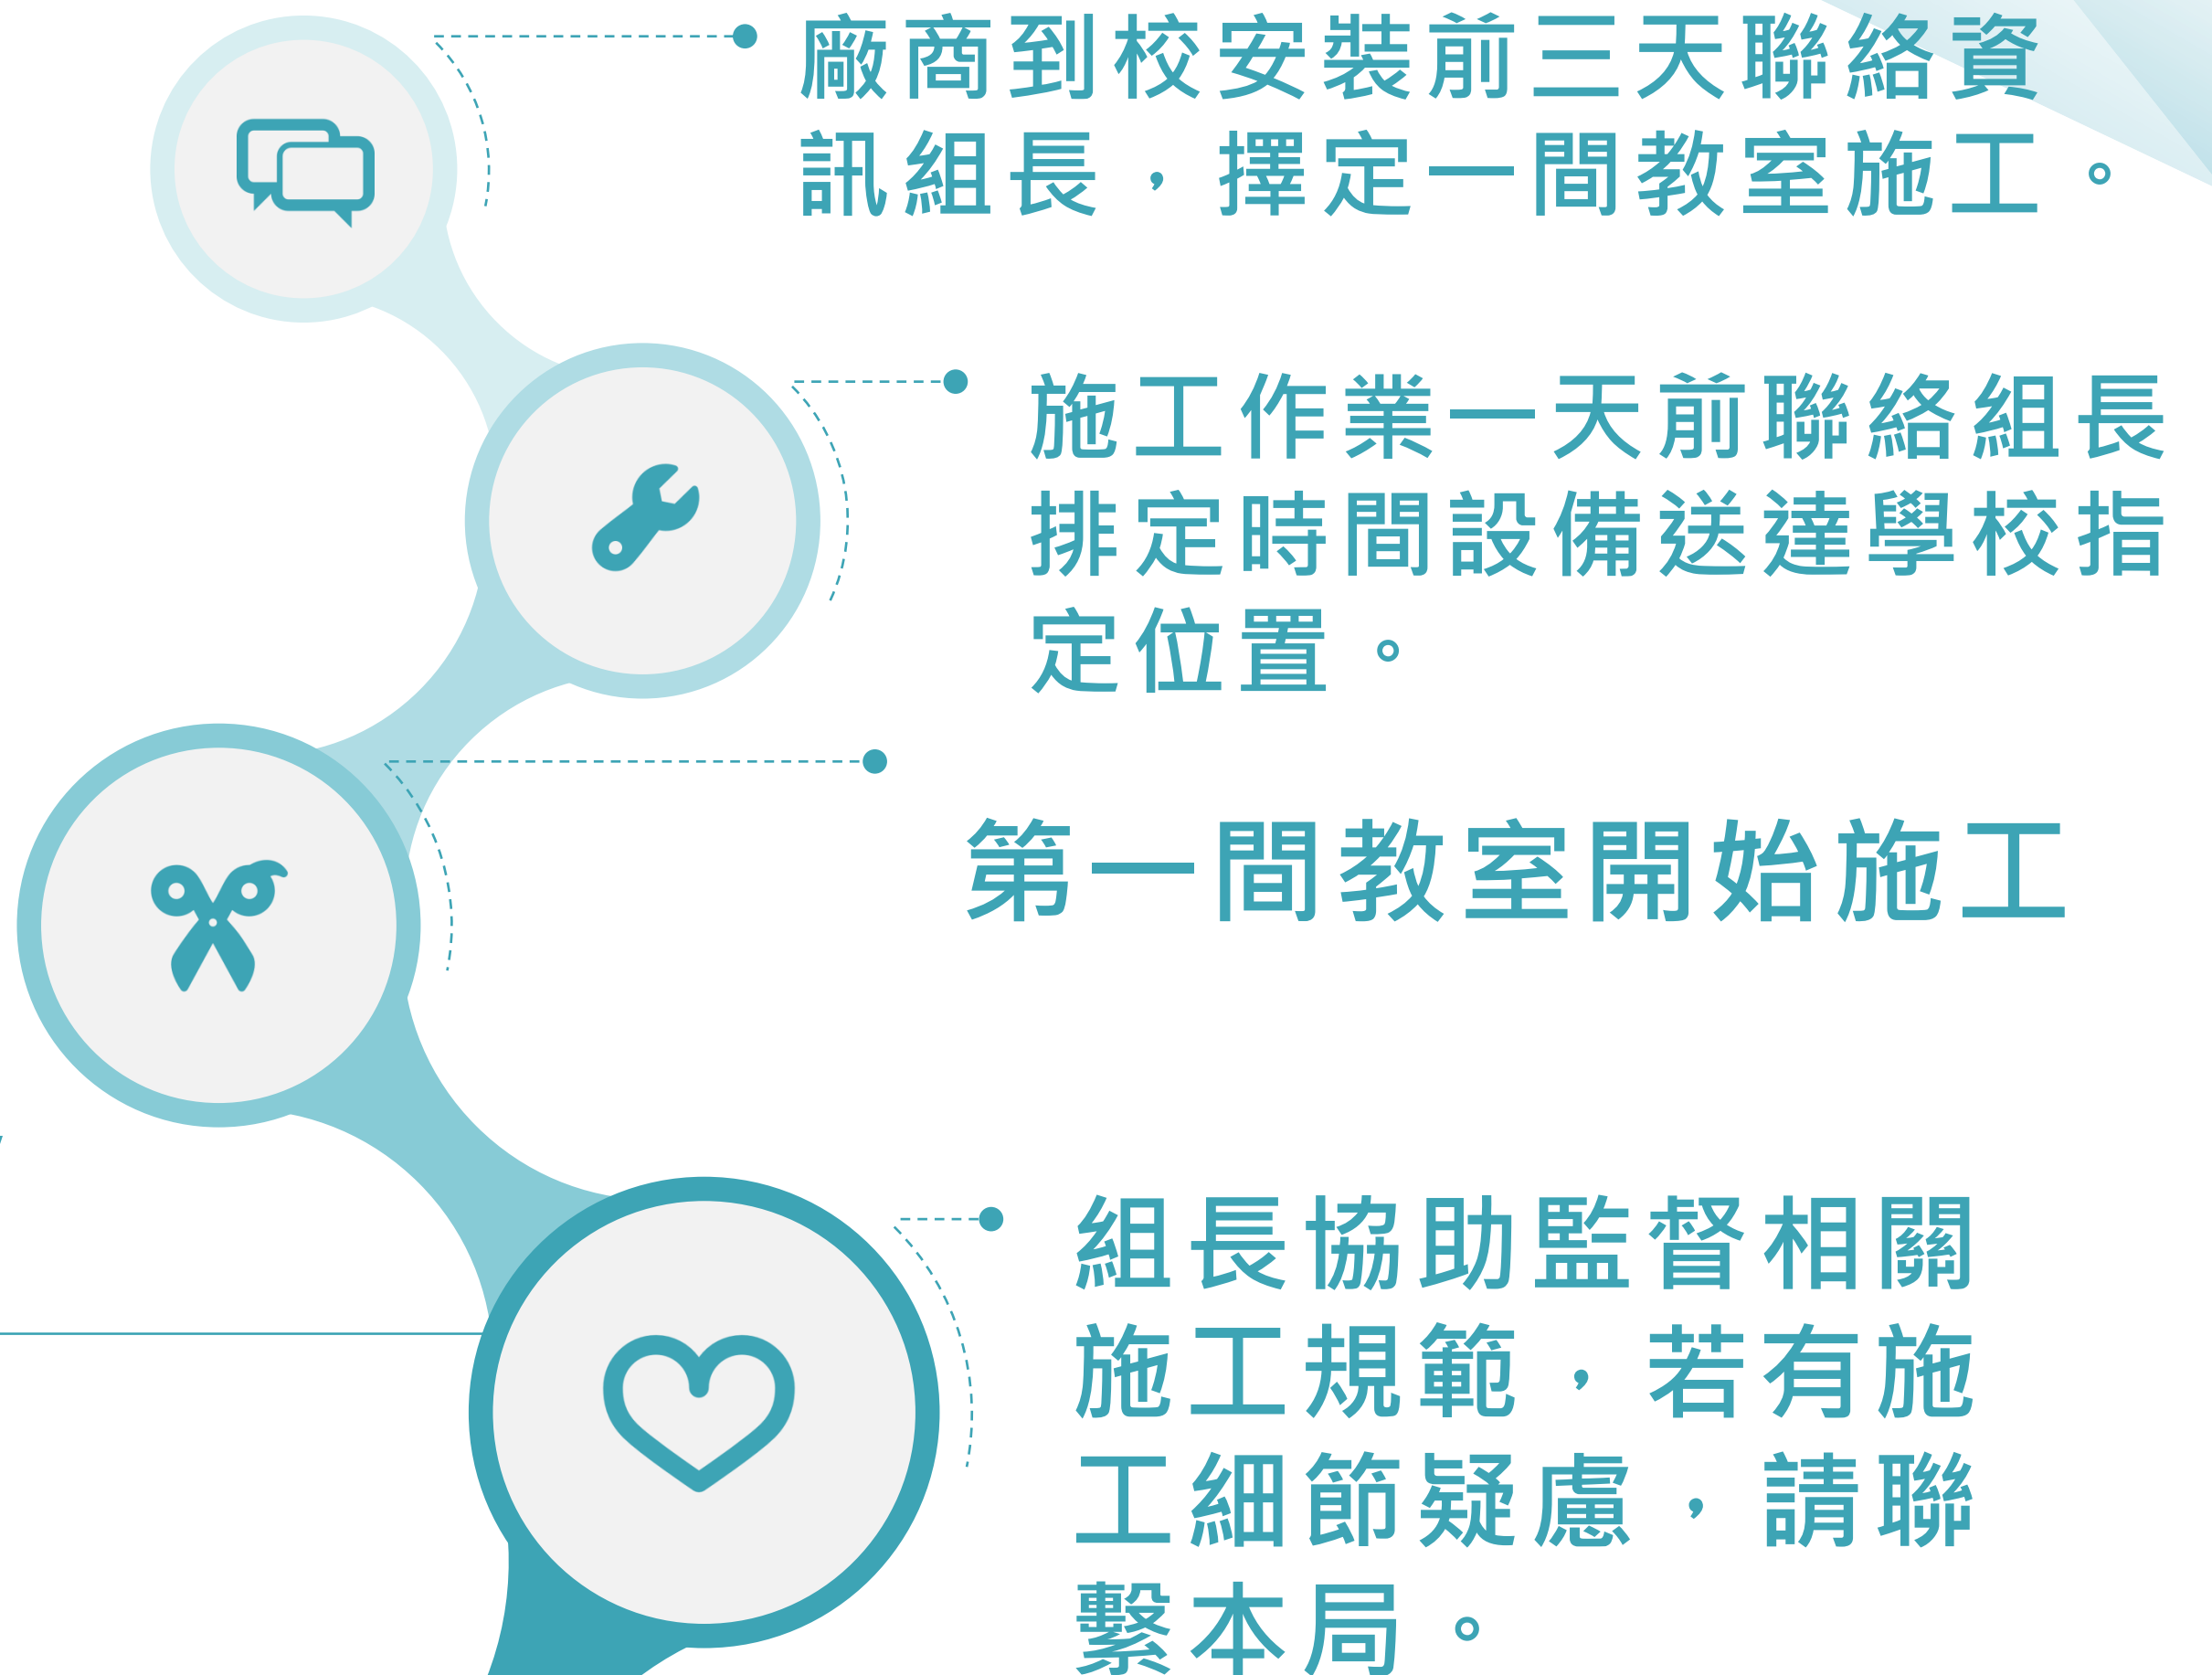 廠商到校安裝前三天聯絡資
訊組長，擇定一間教室施工。
施工作業一天前聯絡組長
排定時間設備送達學校指
定位置。
第一間教室開始施工
組長協助監督相關
施工規範，若有施
工細節疑慮，請聯
繫本局。